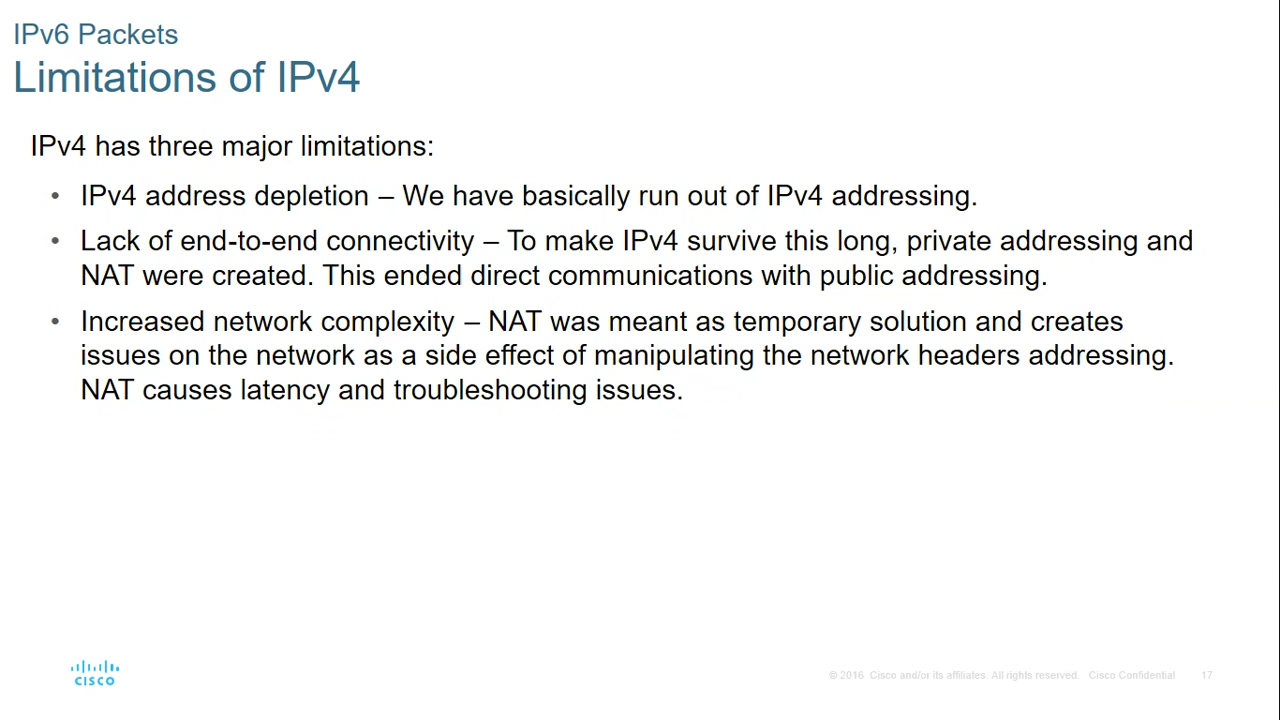 IPv6 Packets
Limitations of IPv4
IPv4 has three major limitations:
• IPv4 address depletion – We have basically run out of IPv4 addressing.
• Lack of end-to-end connectivity – To make IPv4 survive this long, private addressing and
NAT were created. This ended direct communications with public addressing.
• Increased network complexity – NAT was meant as temporary solution and creates
issues on the network as a side effect of manipulating the network headers addressing.
NAT causes latency and troubleshooting issues.
CISCO
© 2016 Cisco and/or its affiliates. All rights reserved. Cisco Confidential 17